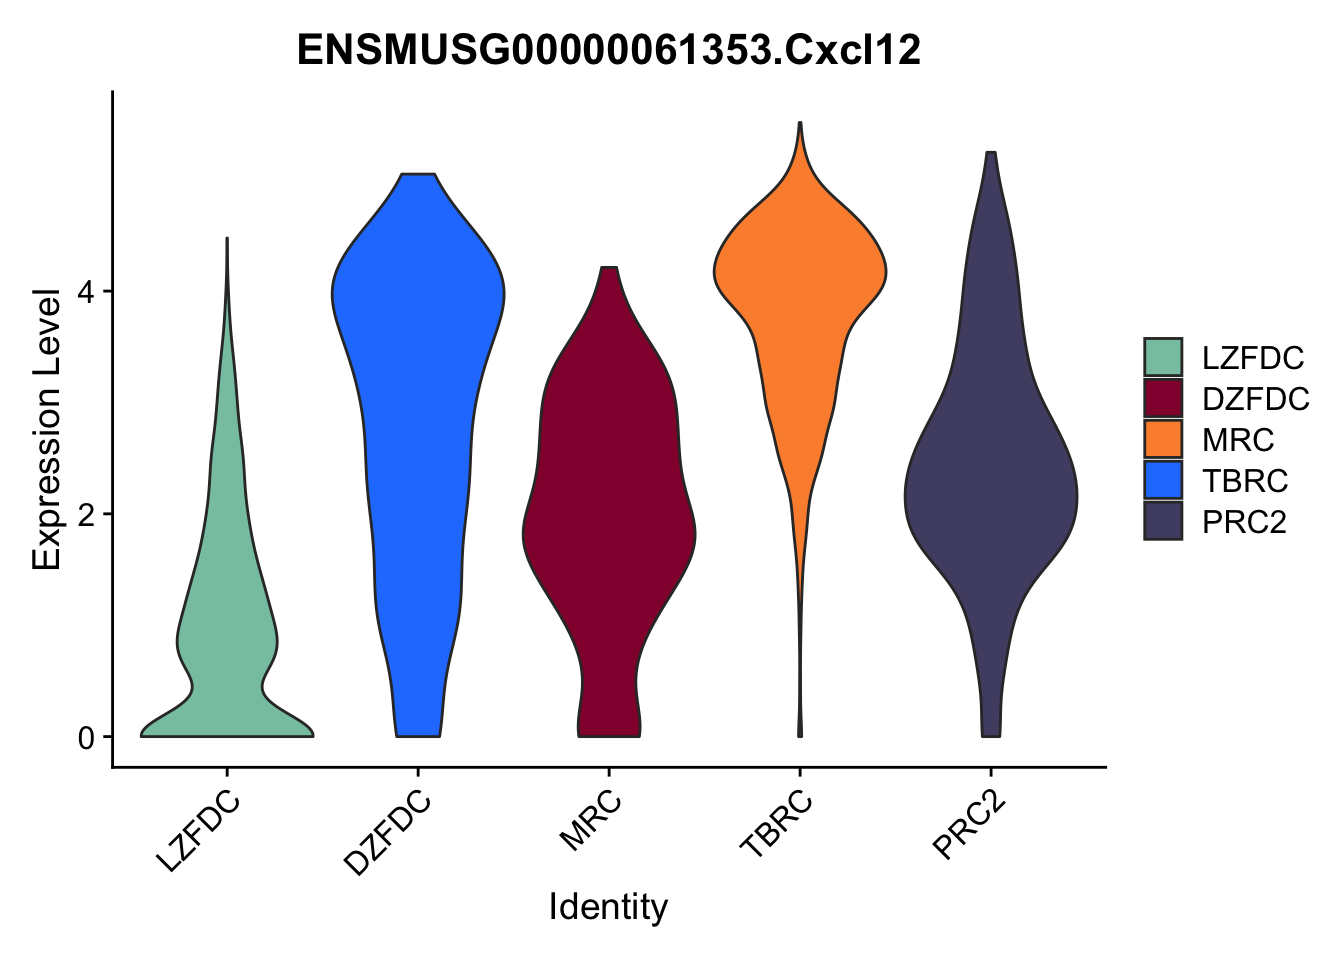 ENSMUSG00000061353.Cxcl12
Expression Level
4
2
0
LZFDC
DZFDC
MRC
TBRC
PRC2
Identity
LZFDC
DZFDC
MRC
TBRC
PRC2